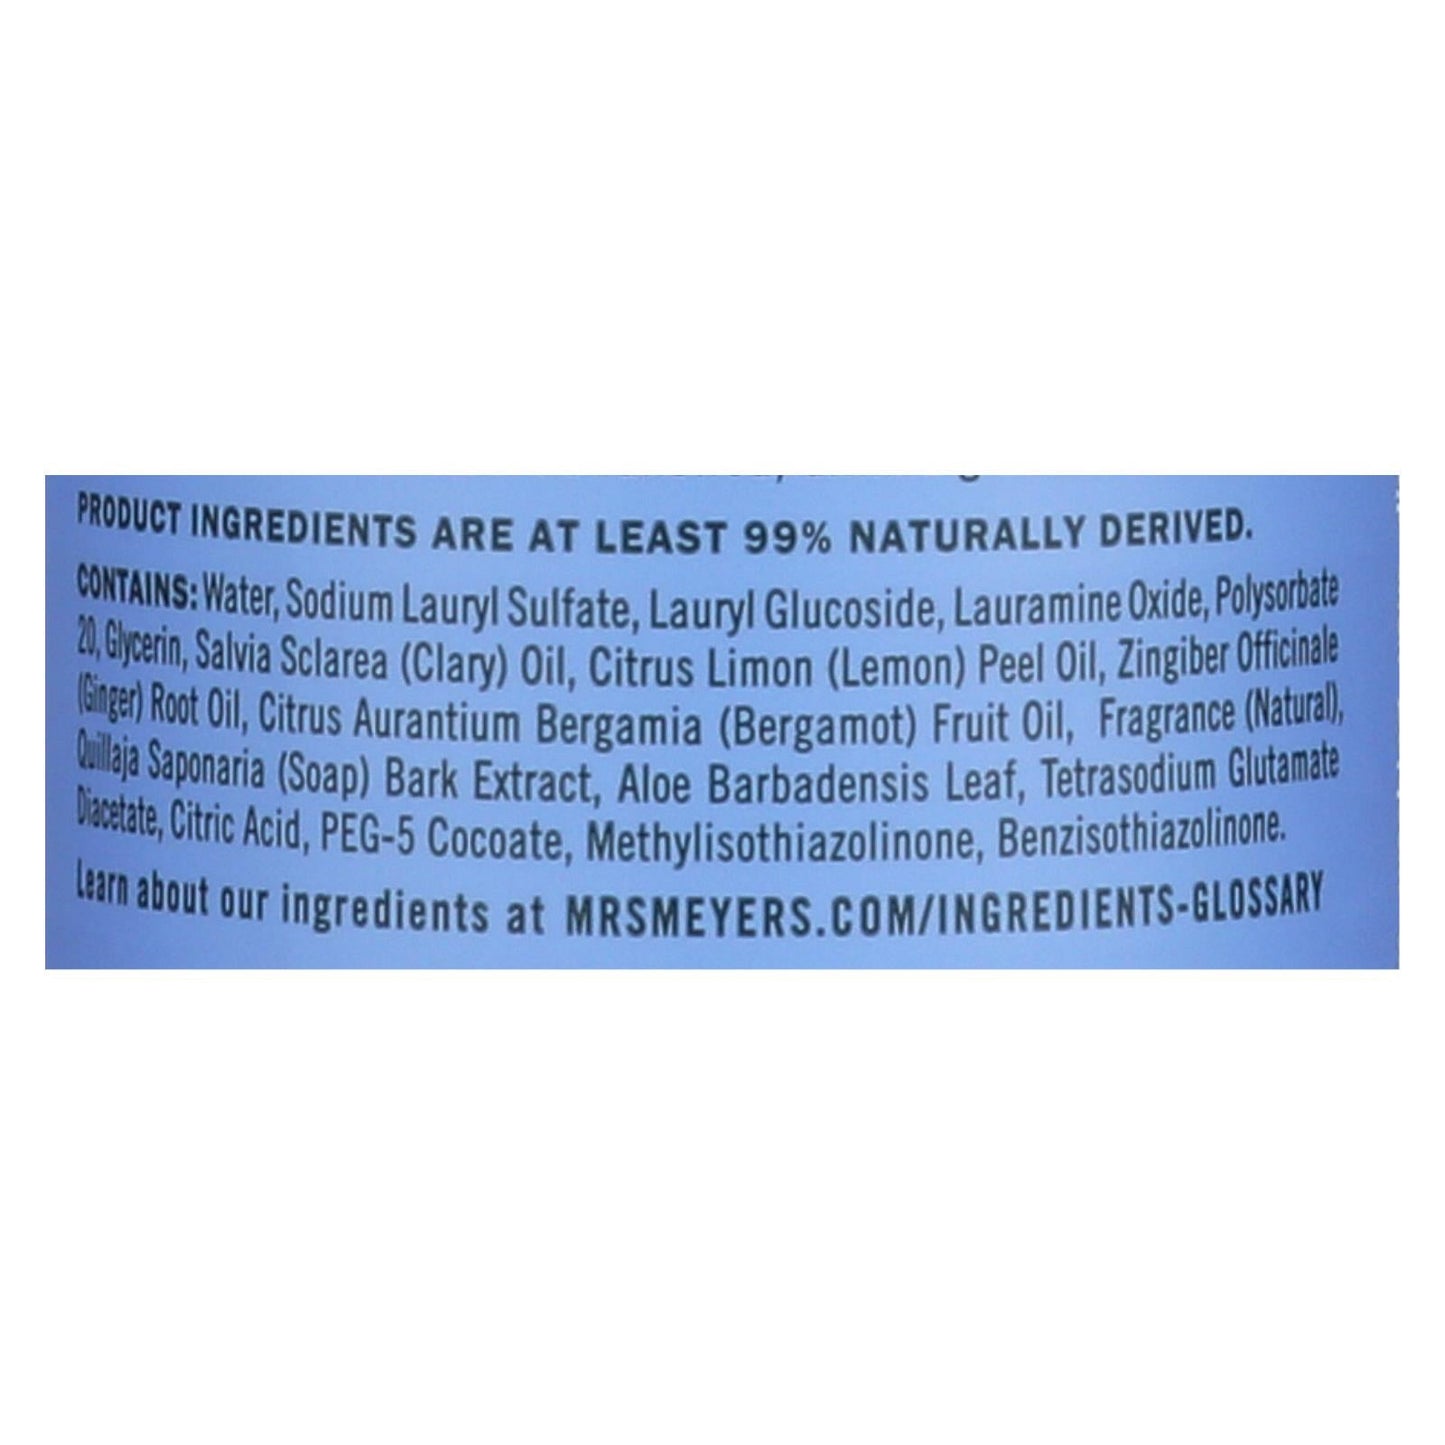 PRODUCT INGREDIENTS ARE AT LEAST 99% NATURALLY DERIVED.
CONTAINS: Water, Sodium Lauryl Sulfate, Lauryl Glucoside, Lauramine Oxide, Polysorbate
20, Glycerin, Salvia Sclarea (Clary) Oil, Citrus Limon (Lemon) Peel Oil, Zingiber Officinale
(Ginger) Root Oil, Citrus Aurantium Bergamia (Bergamot) Fruit Oil, Fragrance (Natural),
Quillaja Saponaria (Soap) Bark Extract, Aloe Barbadensis Leaf, Tetrasodium Glutamate
Diacetate, Citric Acid, PEG-5 Cocoate, Methylisothiazolinone, Benzisothiazolinone.
Learn about our ingredients at MRSMEYERS.COM/INGREDIENTS-GLOSSARY